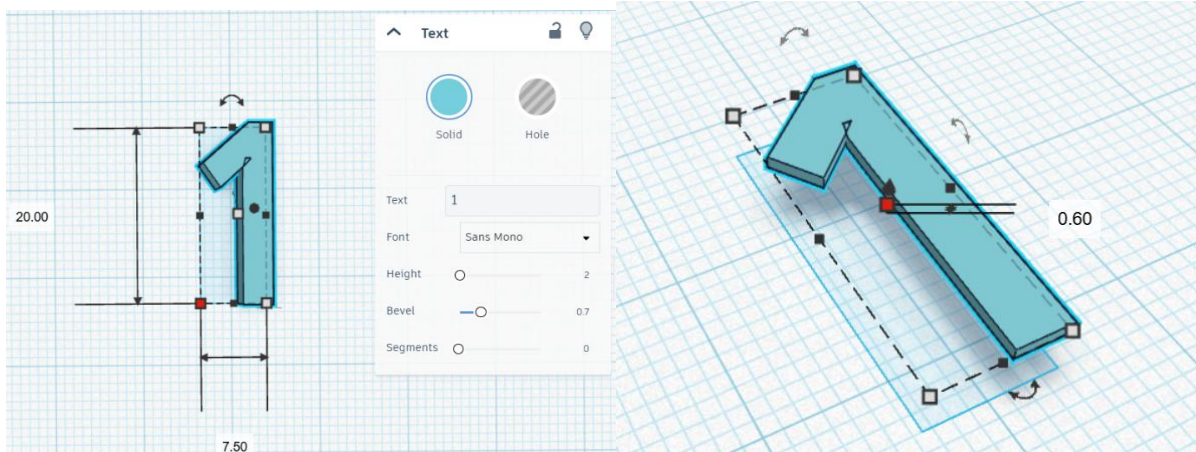 Text
Solid Hole
Text 1
Font Sans Mono
Height 2
Bevel 0.7
Segments 0
20.00
7.50
1
0.60